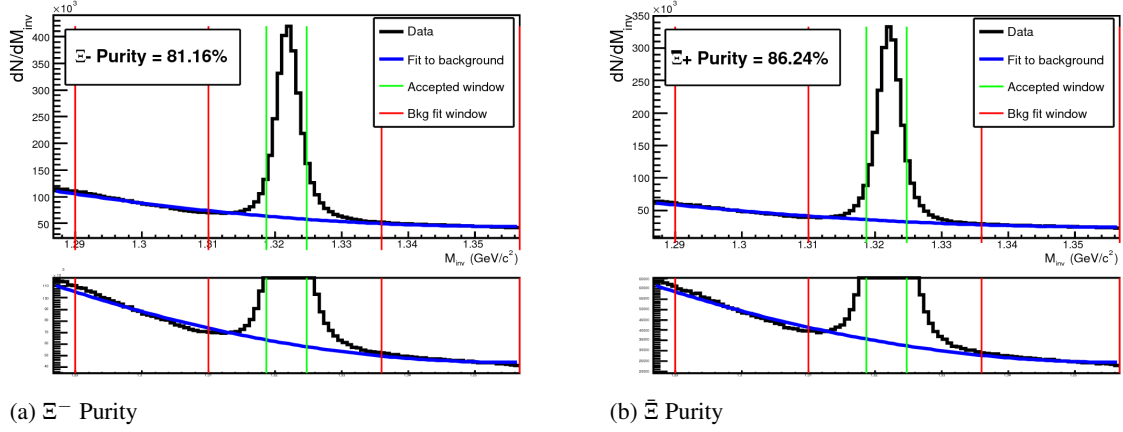 ×10³
dN/dM_inv
400
350
300
250
200
150
100
50
Ξ- Purity = 81.16%
Data
Fit to background
Accepted window
Bkg fit window
1.29 1.3 1.31 1.32 1.33 1.34 1.35
M_inv (GeV/c²)
×10³
dN/dM_inv
350
300
250
200
150
100
50
Ξ̄+ Purity = 86.24%
Data
Fit to background
Accepted window
Bkg fit window
1.29 1.3 1.31 1.32 1.33 1.34 1.35
M_inv (GeV/c²)
(a) Ξ⁻ Purity
(b) Ξ̄ Purity